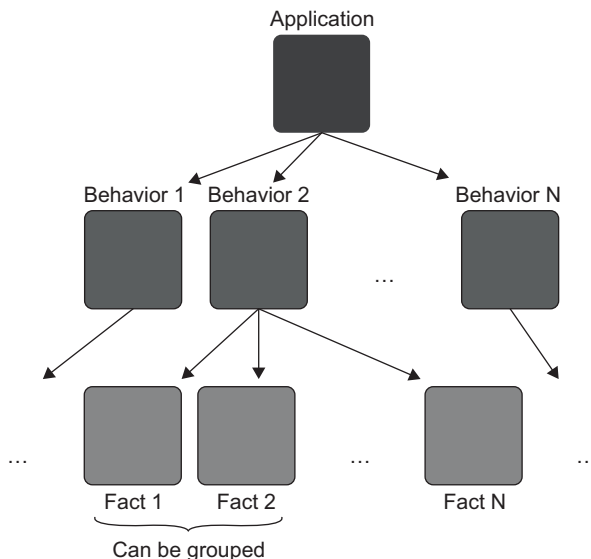 Application
Behavior 1 Behavior 2 Behavior N
...
... ... ..
Fact 1 Fact 2 Fact N
Can be grouped